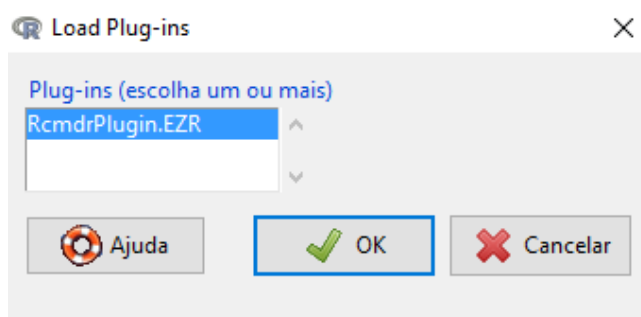 Load Plug-ins
Plug-ins (escolha um ou mais)
RcmdrPlugin.EZR
Ajuda
OK
Cancelar